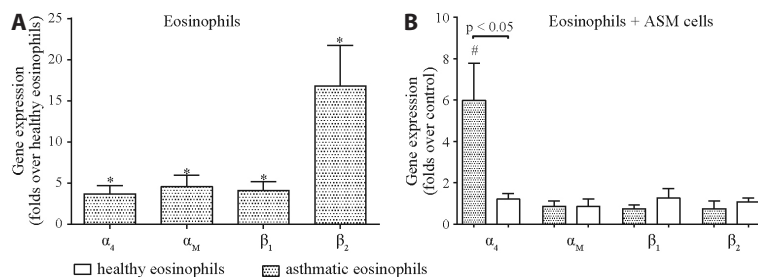 A Eosinophils
Gene expression
(folds over healthy eosinophils)
25
20
15
10
5
0
* * * *
α₄ αM β₁ β₂
B Eosinophils + ASM cells
p < 0.05
#
Gene expression
(folds over control)
10
8
6
4
2
0
α₄ αM β₁ β₂
healthy eosinophils asthmatic eosinophils